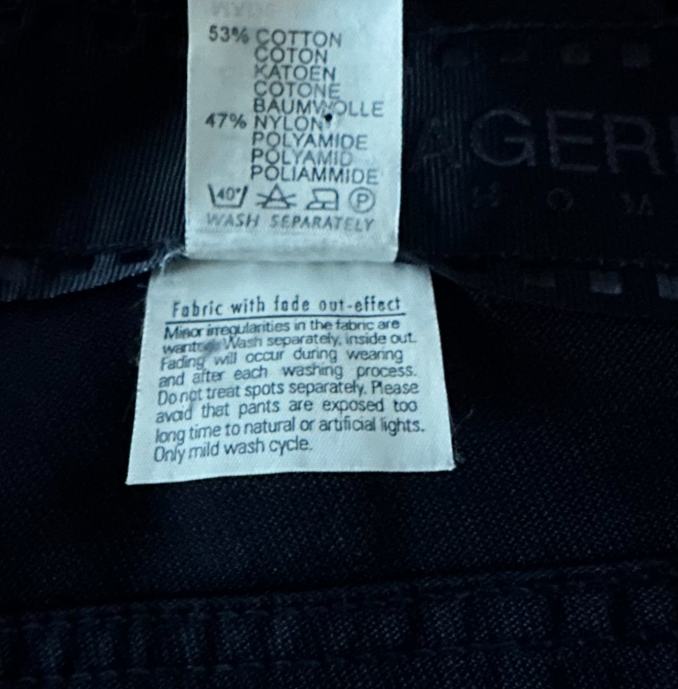 53% COTTON
COTON
KATOEN
COTONE
BAUMWOLLE
47% NYLON
POLYAMIDE
POLYAMID
POLIAMMIDE
40° P
WASH SEPARATELY
AGER
Fabric with fade out-effect
Minor irregularities in the fabric are
wanted. Wash separately, inside out.
Fading will occur during wearing
and after each washing process.
Do not treat spots separately. Please
avoid that pants are exposed too
long time to natural or artificial lights.
Only mild wash cycle.